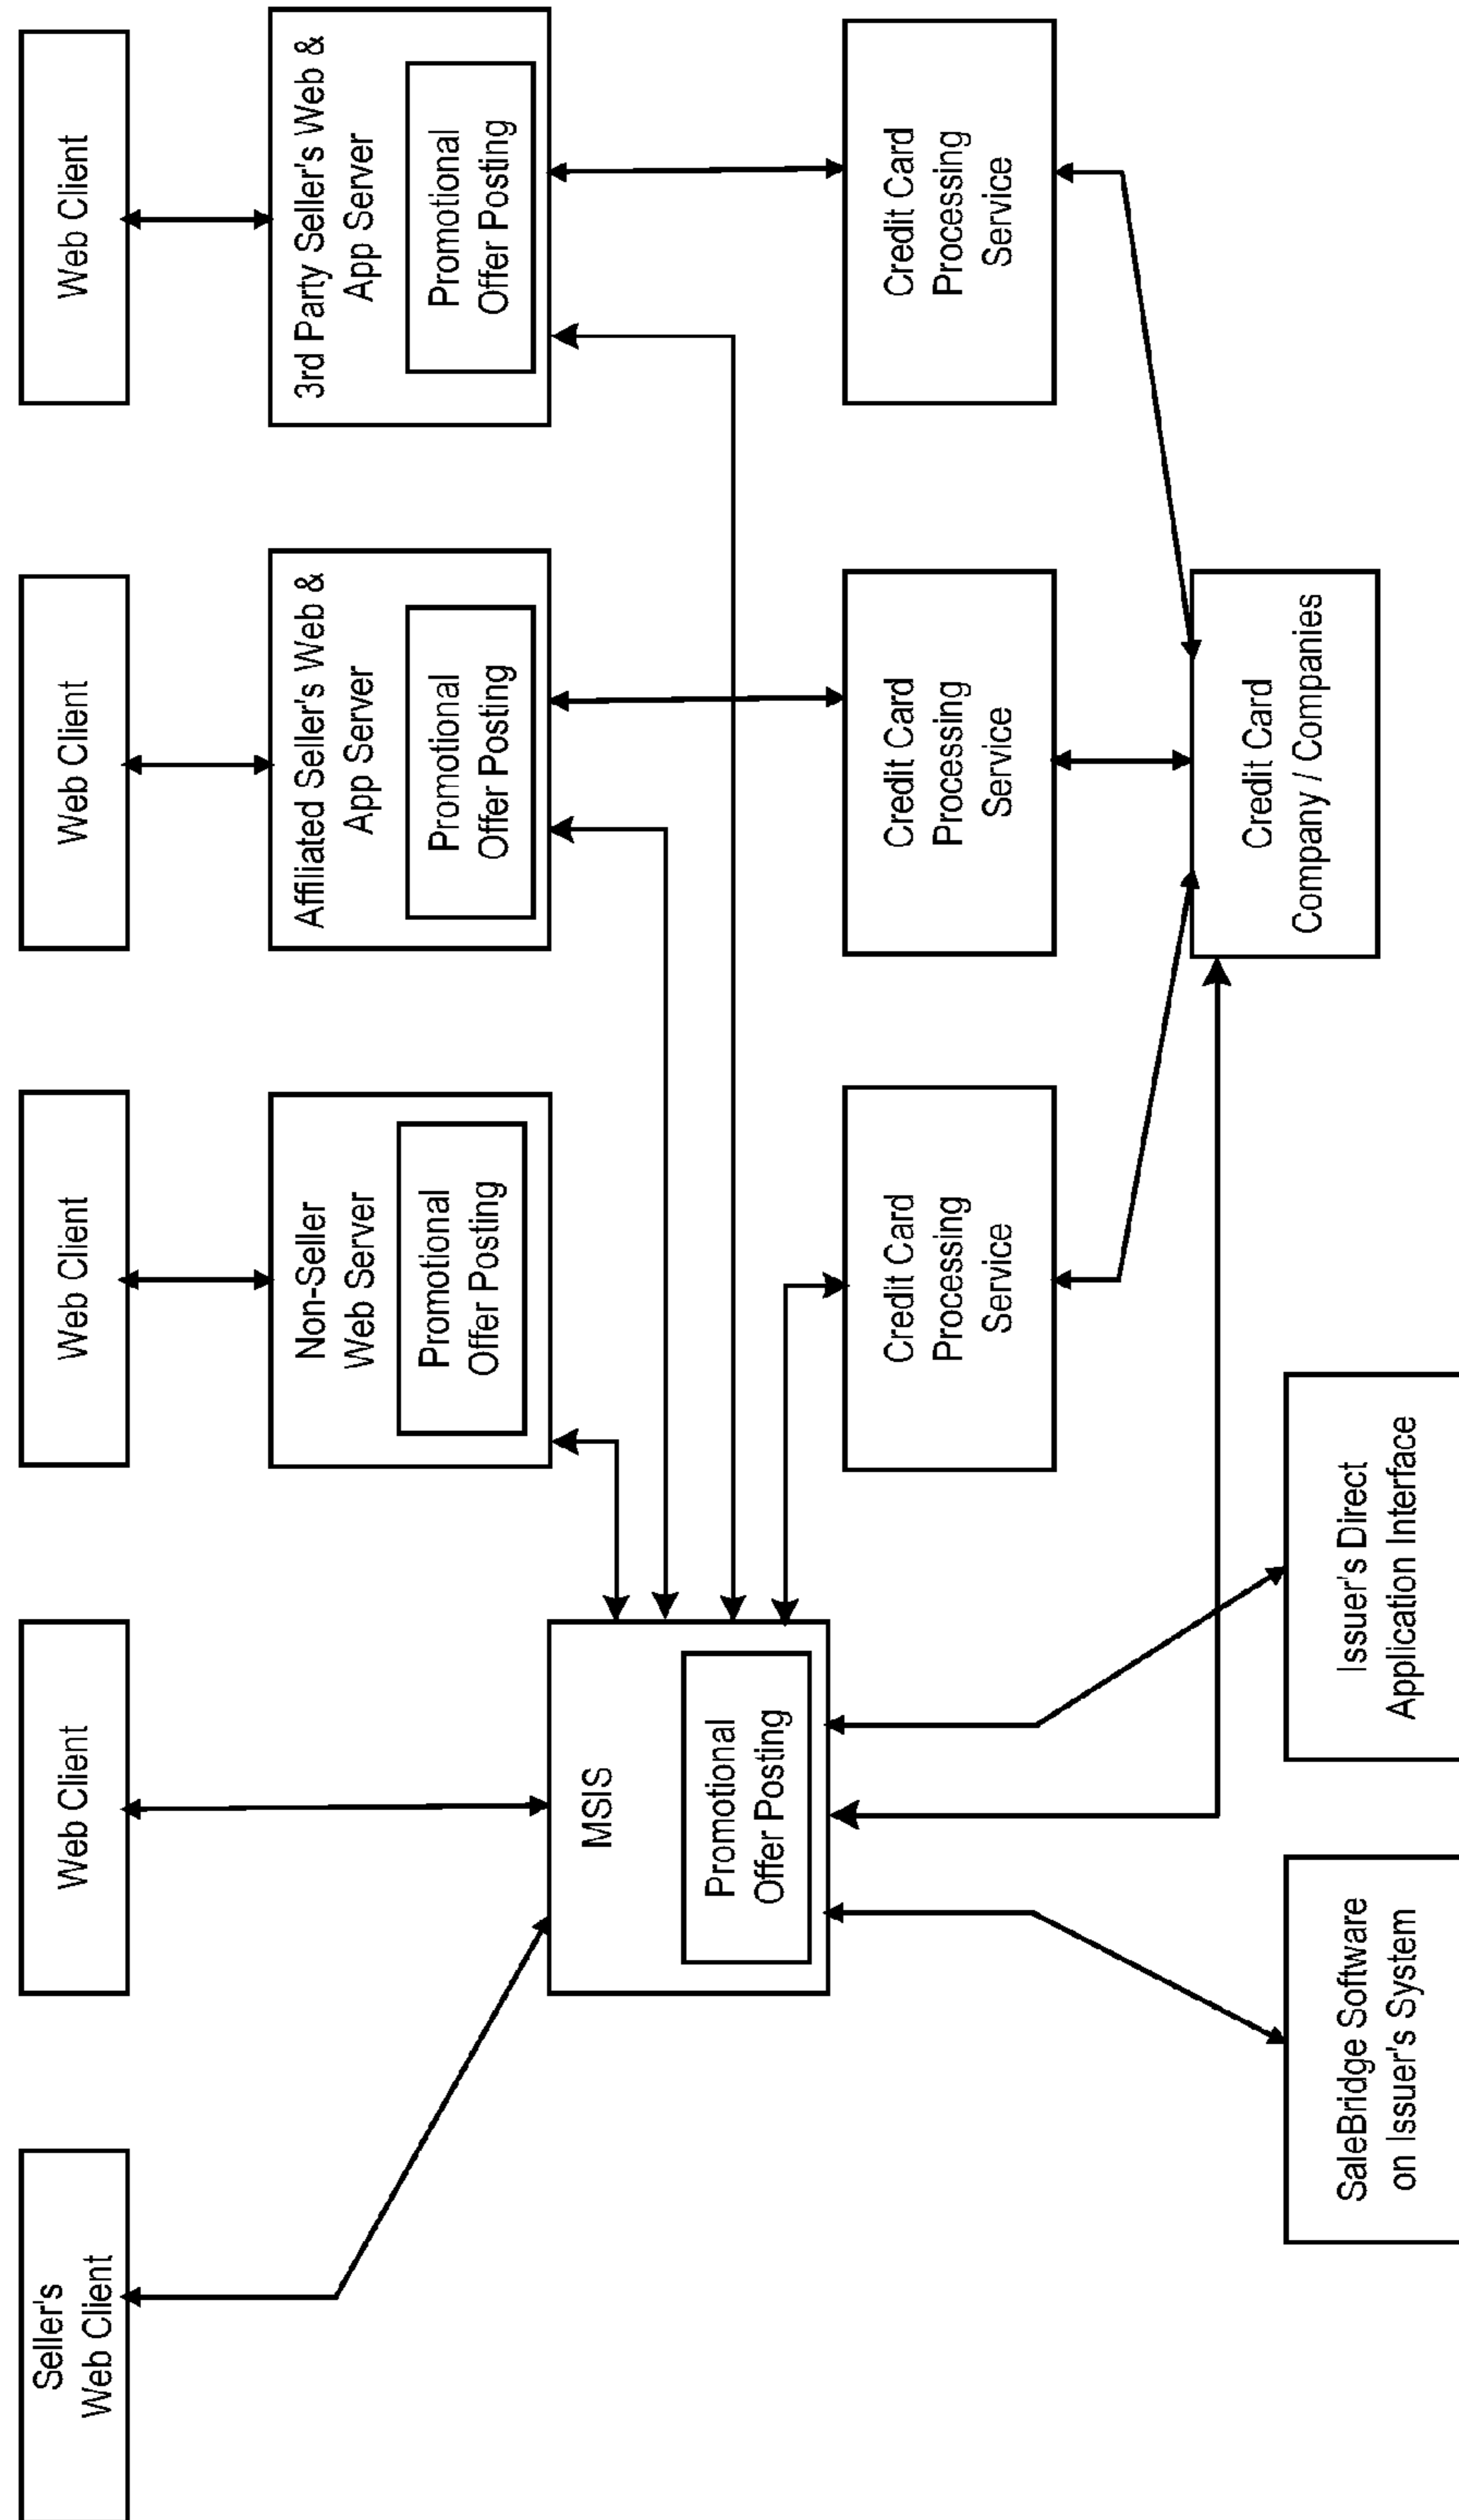 Seller's
Web Client
Web Client
Web Client
Web Client
Web Client
Non-Seller
Web Server
Promotional
Offer Posting
Affiliated Seller's Web &
App Server
Promotional
Offer Posting
3rd Party Seller's Web &
App Server
Promotional
Offer Posting
MSIS
Promotional
Offer Posting
Credit Card
Processing
Service
Credit Card
Processing
Service
Credit Card
Processing
Service
SaleBridge Software
on Issuer's System
Issuer's Direct
Application Interface
Credit Card
Company / Companies